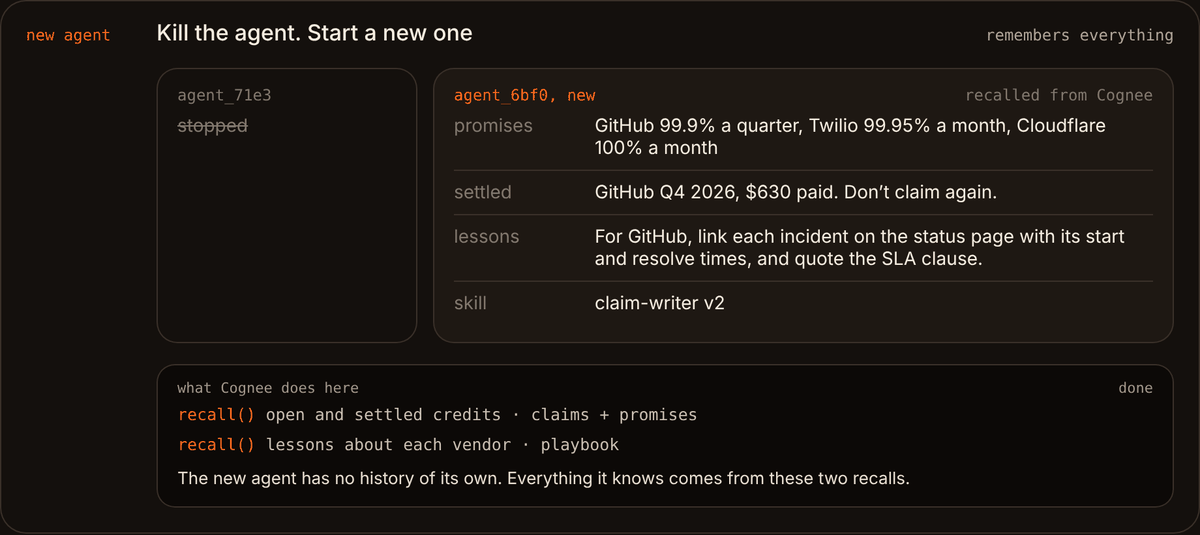 new agent
Kill the agent. Start a new one
remembers everything
agent_71e3
stopped
agent_6bf0, new
recalled from Cognee
promises
GitHub 99.9% a quarter, Twilio 99.95% a month, Cloudflare
100% a month
settled
GitHub Q4 2026, $630 paid. Don’t claim again.
lessons
For GitHub, link each incident on the status page with its start
and resolve times, and quote the SLA clause.
skill
claim-writer v2
what Cognee does here
done
recall() open and settled credits · claims + promises
recall() lessons about each vendor · playbook
The new agent has no history of its own. Everything it knows comes from these two recalls.